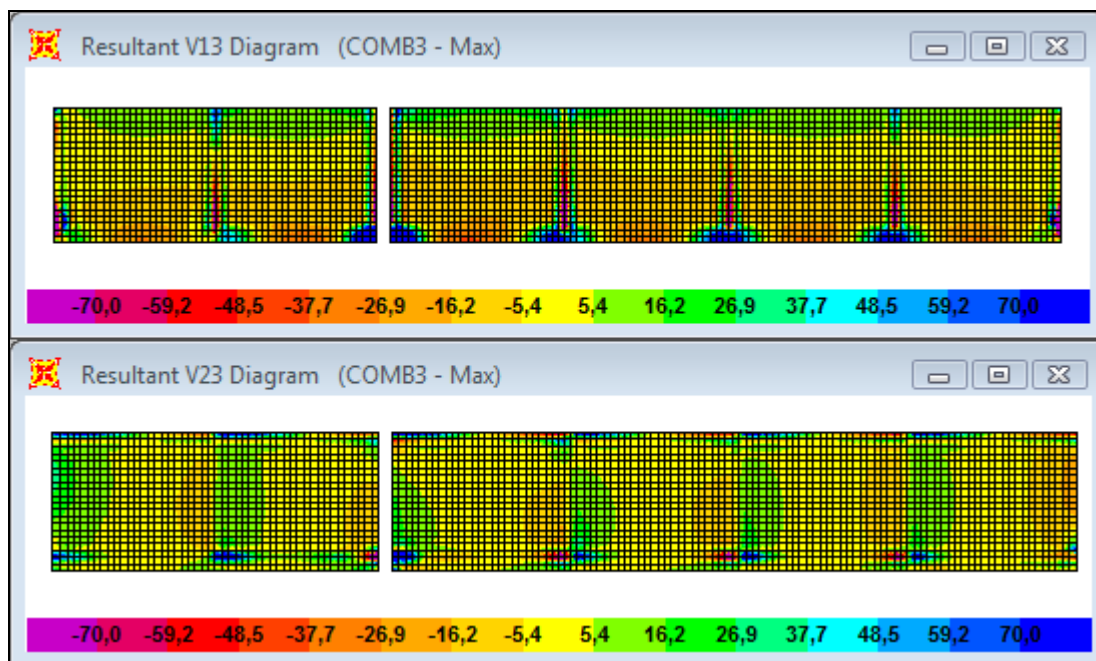 Resultant V13 Diagram (COMB3 - Max)
-70,0 -59,2 -48,5 -37,7 -26,9 -16,2 -5,4 5,4 16,2 26,9 37,7 48,5 59,2 70,0
Resultant V23 Diagram (COMB3 - Max)
-70,0 -59,2 -48,5 -37,7 -26,9 -16,2 -5,4 5,4 16,2 26,9 37,7 48,5 59,2 70,0